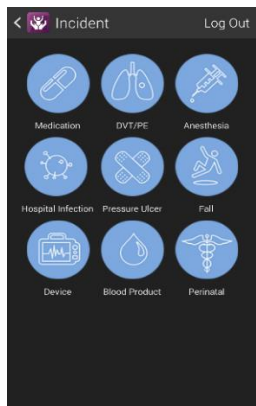 Incident Log Out
Medication DVT/PE Anesthesia
Hospital Infection Pressure Ulcer Fall
Device Blood Product Perinatal